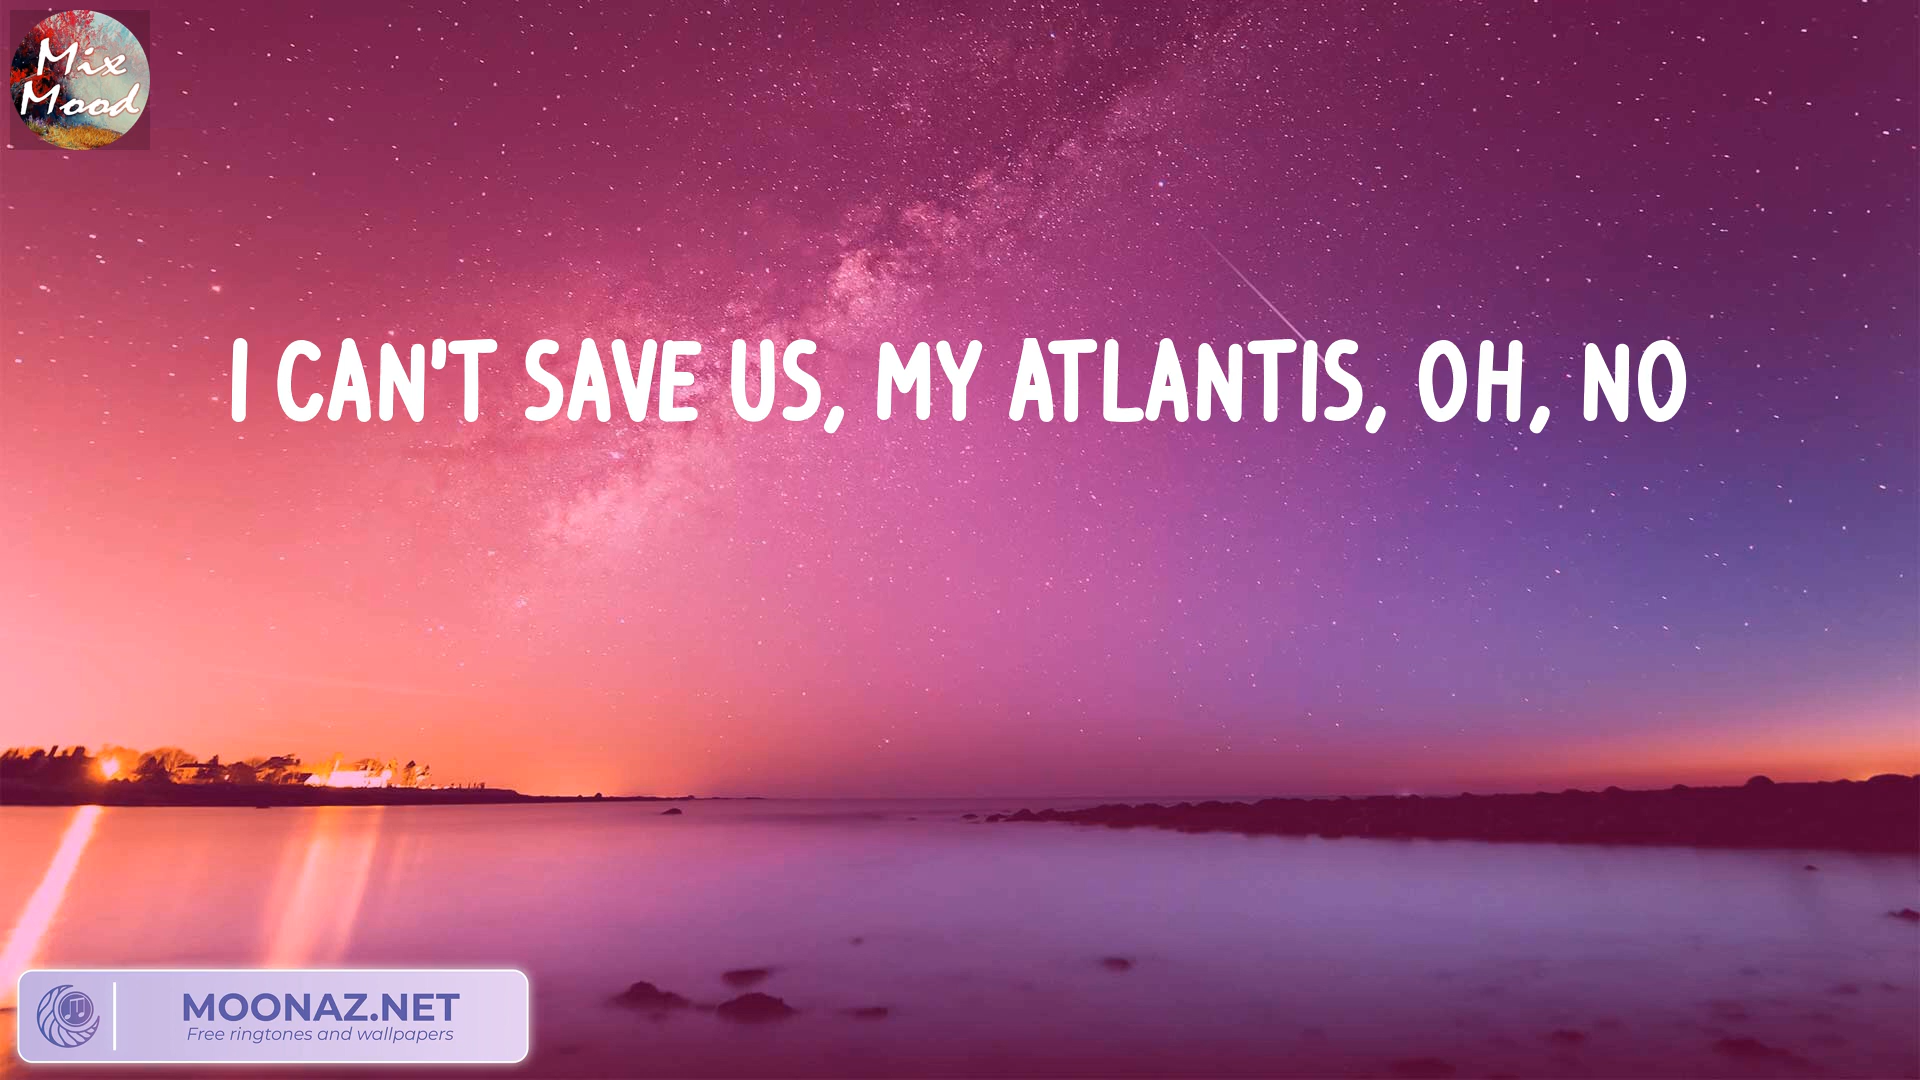 Mix
Mood
I CAN'T SAVE US, MY ATLANTIS, OH, NO
MOONAZ.NET
Free ringtones and wallpapers